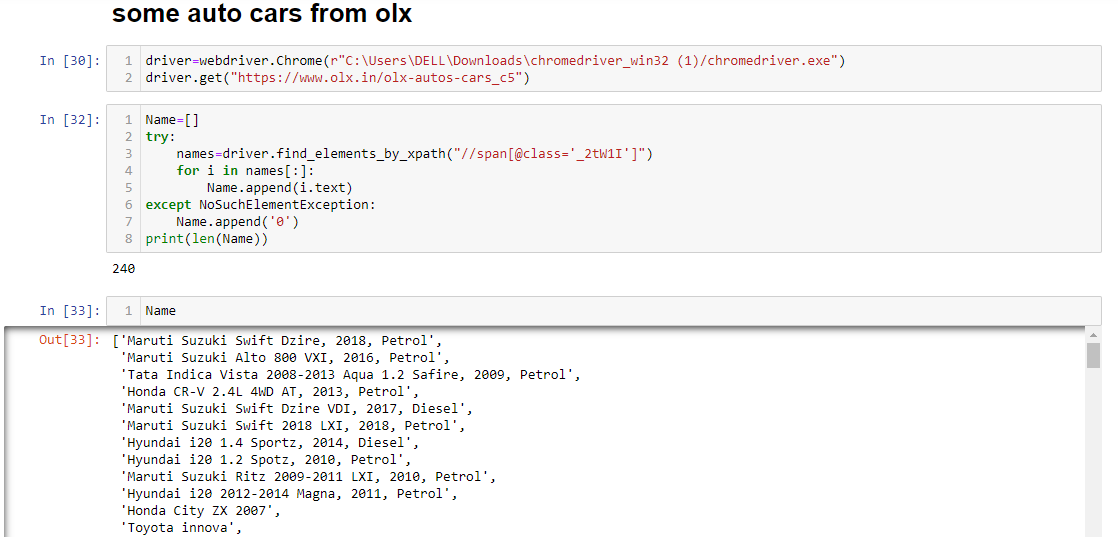 some auto cars from olx
In [30]:
1 driver=webdriver.Chrome(r"C:\Users\DELL\Downloads\chromedriver_win32 (1)/chromedriver.exe")
2 driver.get("https://www.olx.in/olx-autos-cars_c5")
In [32]:
1 Name=[]
2 try:
3     names=driver.find_elements_by_xpath("//span[@class='_2tW1I']")
4     for i in names[:]:
5         Name.append(i.text)
6 except NoSuchElementException:
7     Name.append('0')
8 print(len(Name))
240
In [33]:
1 Name
Out[33]:
['Maruti Suzuki Swift Dzire, 2018, Petrol',
'Maruti Suzuki Alto 800 VXI, 2016, Petrol',
'Tata Indica Vista 2008-2013 Aqua 1.2 Safire, 2009, Petrol',
'Honda CR-V 2.4L 4WD AT, 2013, Petrol',
'Maruti Suzuki Swift Dzire VDI, 2017, Diesel',
'Maruti Suzuki Swift 2018 LXI, 2018, Petrol',
'Hyundai i20 1.4 Sportz, 2014, Diesel',
'Hyundai i20 1.2 Spotz, 2010, Petrol',
'Maruti Suzuki Ritz 2009-2011 LXI, 2010, Petrol',
'Hyundai i20 2012-2014 Magna, 2011, Petrol',
'Honda City ZX 2007',
'Toyota innova',